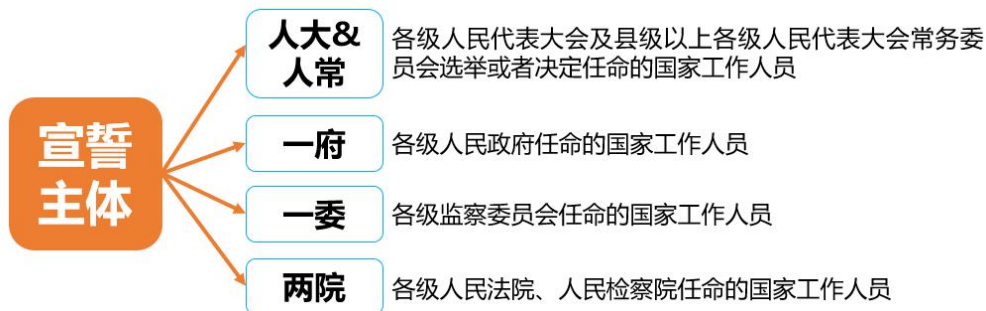 宣誓
主体
人大&
人常
各级人民代表大会及县级以上各级人民代表大会常务委
员会选举或者决定任命的国家工作人员
一府
各级人民政府任命的国家工作人员
一委
各级监察委员会任命的国家工作人员
两院
各级人民法院、人民检察院任命的国家工作人员